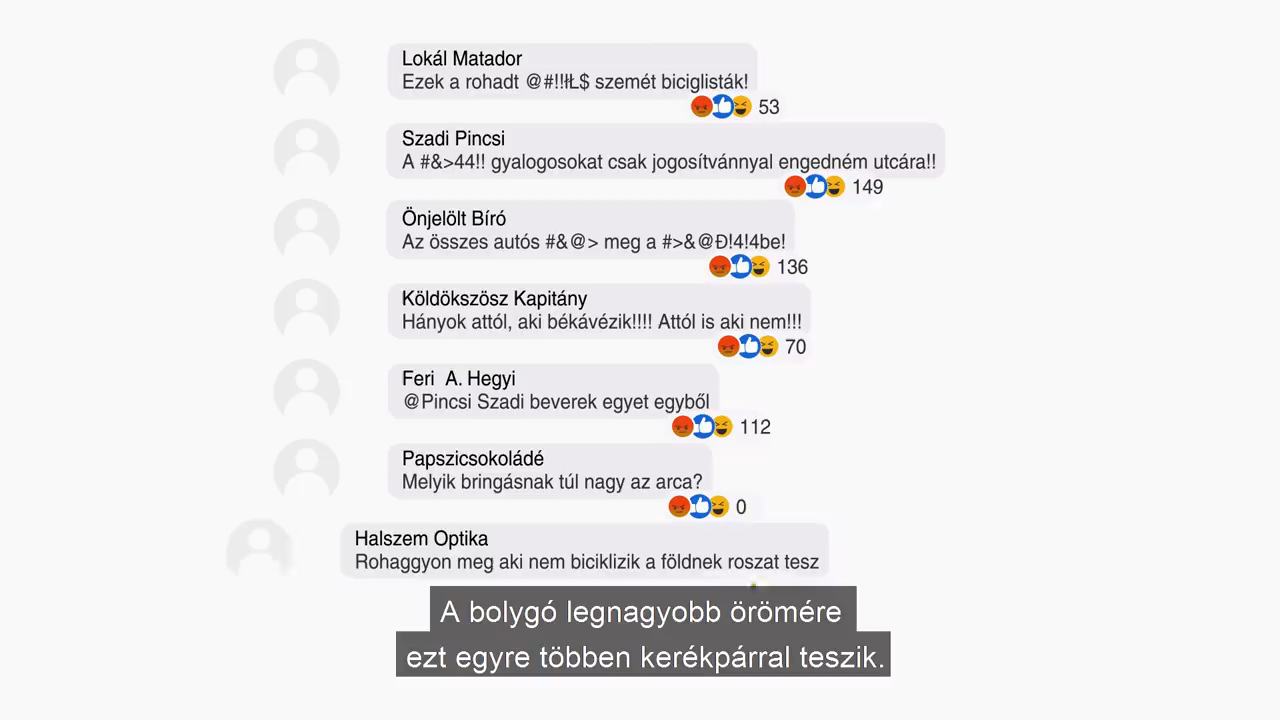 Lokál Matador
Ezek a rohadt @#!!łŁ$ szemét biciglisták!
53
Szadi Pincsi
A #&>44!! gyalogosokat csak jogosítvánnyal engedném utcára!!
149
Önjelölt Bíró
Az összes autós #&@> meg a #>&@Đ!4!4be!
136
Köldökszösz Kapitány
Hányok attól, aki békávézik!!!! Attól is aki nem!!!
70
Feri  A. Hegyi
@Pincsi Szadi beverek egyet egyből
112
Papszicsokoládé
Melyik bringásnak túl nagy az arca?
0
Halszem Optika
Rohaggyon meg aki nem biciklizik a földnek roszat tesz
A bolygó legnagyobb örömére
ezt egyre többen kerékpárral teszik.